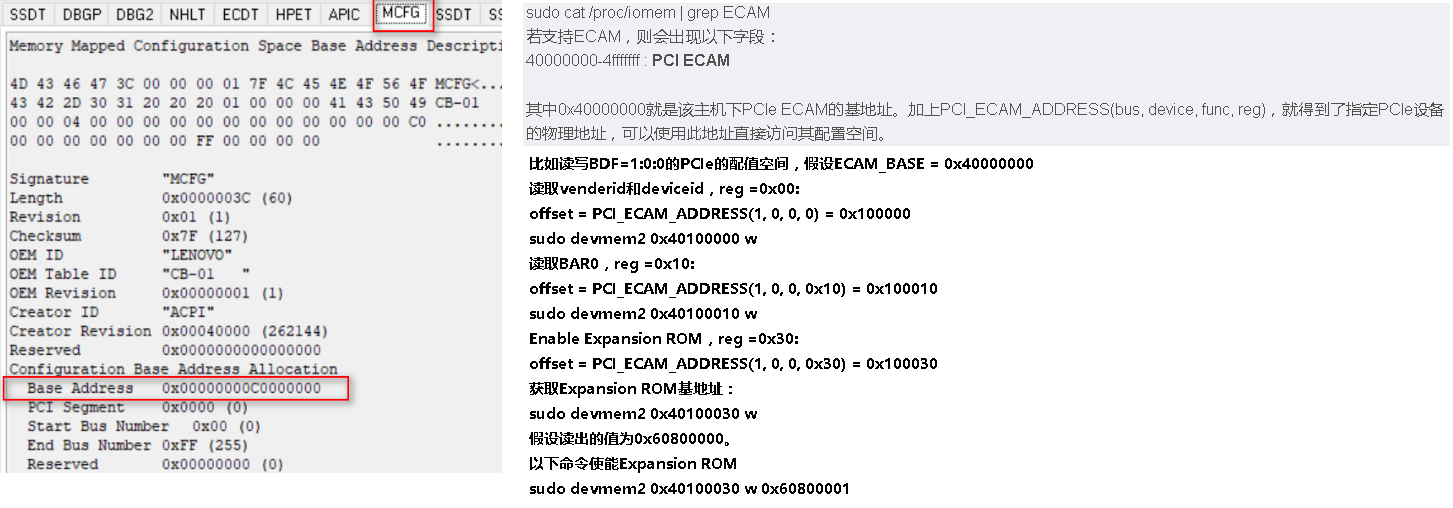 SSDT DBGP DBG2 NHLT ECDT HPET APIC MCFG SSDT SS
Memory Mapped Configuration Space Base Address Descripti
4D 43 46 47 3C 00 00 00 01 7F 4C 45 4E 4F 56 4F MCFG<...
43 42 2D 30 31 20 20 20 01 00 00 00 41 43 50 49 CB-01
00 00 04 00 00 00 00 00 00 00 00 00 00 00 00 C0 ........
00 00 00 00 00 00 00 FF 00 00 00 00 ........
Signature "MCFG"
Length 0x0000003C (60)
Revision 0x01 (1)
Checksum 0x7F (127)
OEM ID "LENOVO"
OEM Table ID "CB-01   "
OEM Revision 0x00000001 (1)
Creator ID "ACPI"
Creator Revision 0x00040000 (262144)
Reserved 0x0000000000000000
Configuration Base Address Allocation
Base Address 0x00000000C0000000
PCI Segment 0x0000 (0)
Start Bus Number 0x00 (0)
End Bus Number 0xFF (255)
Reserved 0x00000000 (0)
sudo cat /proc/iomem | grep ECAM
若支持ECAM，则会出现以下字段：
40000000-4fffffff : PCI ECAM
其中0x40000000就是该主机下PCIe ECAM的基地址。加上PCI_ECAM_ADDRESS(bus, device, func, reg)，就得到了指定PCIe设备
的物理地址，可以使用此地址直接访问其配置空间。
比如读写BDF=1:0:0的PCIe的配值空间，假设ECAM_BASE = 0x40000000
读取venderid和deviceid，reg =0x00:
offset = PCI_ECAM_ADDRESS(1, 0, 0, 0) = 0x100000
sudo devmem2 0x40100000 w
读取BAR0，reg =0x10:
offset = PCI_ECAM_ADDRESS(1, 0, 0, 0x10) = 0x100010
sudo devmem2 0x40100010 w
Enable Expansion ROM，reg =0x30:
offset = PCI_ECAM_ADDRESS(1, 0, 0, 0x30) = 0x100030
获取Expansion ROM基地址：
sudo devmem2 0x40100030 w
假设读出的值为0x60800000。
以下命令使能Expansion ROM
sudo devmem2 0x40100030 w 0x60800001